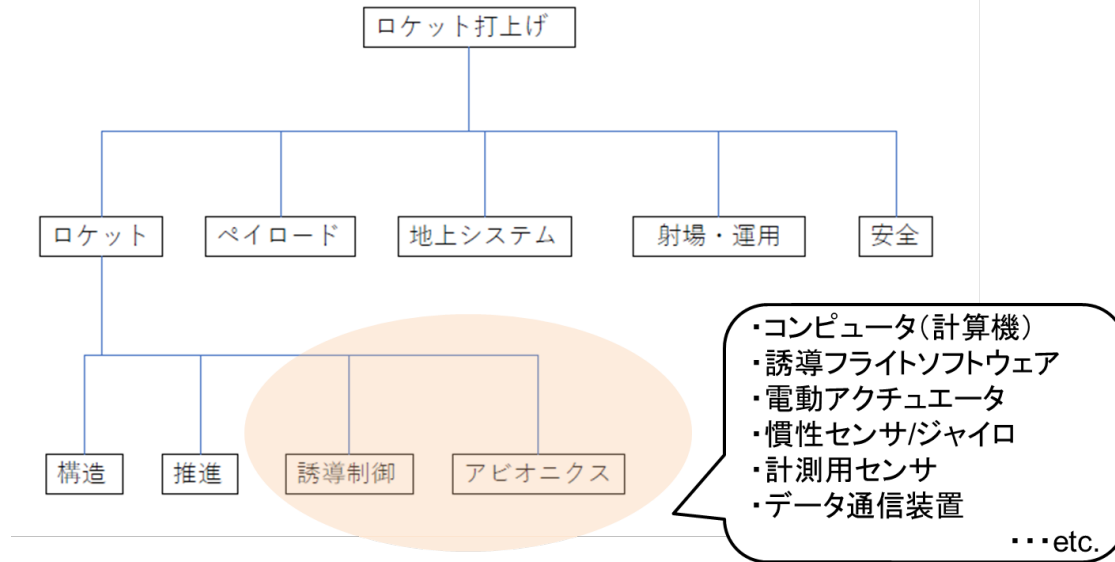 ロケット打上げ
ロケット
ペイロード
地上システム
射場・運用
安全
構造
推進
誘導制御
アビオニクス
・コンピュータ(計算機)
・誘導フライトソフトウェア
・電動アクチュエータ
・慣性センサ/ジャイロ
・計測用センサ
・データ通信装置
・・・etc.